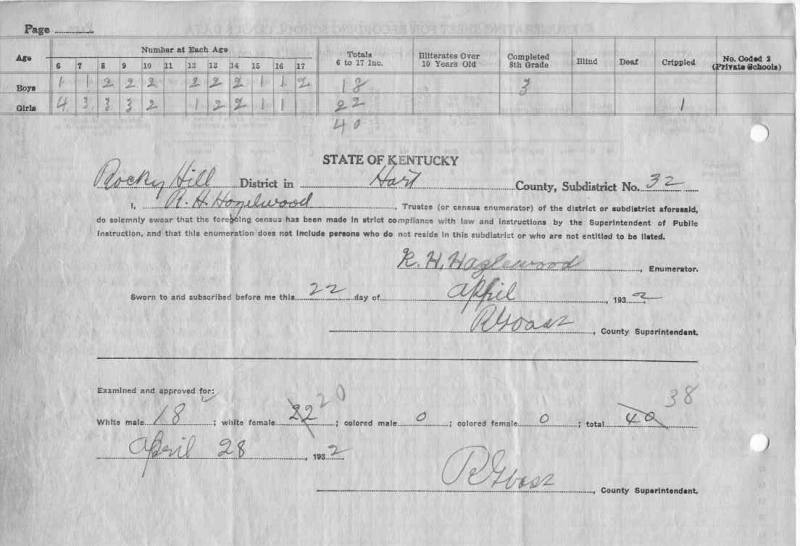 Page
Age Number at Each Age Totals 6 to 17 Inc. Illiterates Over 10 Years Old Completed 8th Grade Blind Deaf Crippled No. Coded 2 (Private Schools)
6 7 8 9 10 11 12 13 14 15 16 17
Boys 1 1 2 2 2 2 2 2 1 1 2 18 3
Girls 4 3 3 3 2 1 2 2 1 1 22 1
40
STATE OF KENTUCKY
Rocky Hill District in Hart County, Subdistrict No. 32
I, R. H. Hazelwood, Trustee (or census enumerator) of the district or subdistrict aforesaid,
do solemnly swear that the foregoing census has been made in strict compliance with law and instructions by the Superintendent of Public
Instruction, and that this enumeration does not include persons who do not reside in this subdistrict or who are not entitled to be listed.
R. H. Hazlewood, Enumerator.
Sworn to and subscribed before me this 22 day of April, 1932
, County Superintendent.
Examined and approved for:
White male 18; white female 22 20; colored male 0; colored female 0; total 40 38
April 28, 1932
, County Superintendent.